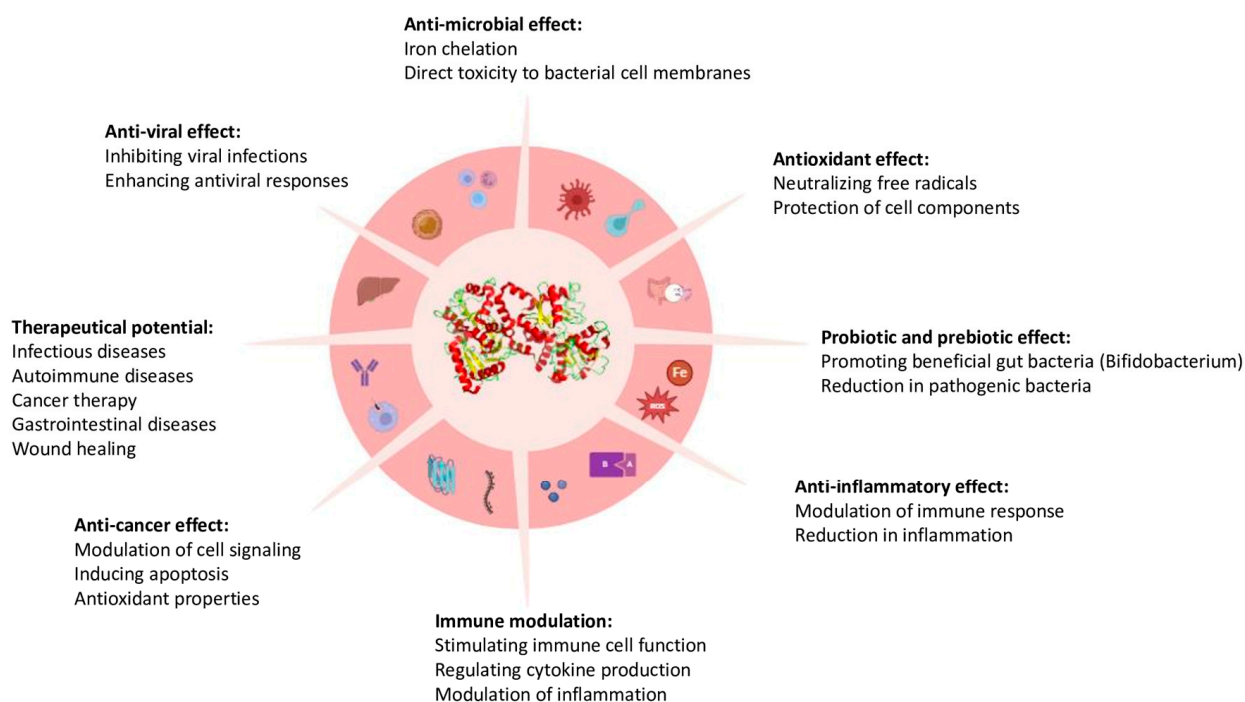 Anti-microbial effect:
Iron chelation
Direct toxicity to bacterial cell membranes
Anti-viral effect:
Inhibiting viral infections
Enhancing antiviral responses
Antioxidant effect:
Neutralizing free radicals
Protection of cell components
Therapeutical potential:
Infectious diseases
Autoimmune diseases
Cancer therapy
Gastrointestinal diseases
Wound healing
Probiotic and prebiotic effect:
Promoting beneficial gut bacteria (Bifidobacterium)
Reduction in pathogenic bacteria
Fe
B A
Anti-inflammatory effect:
Modulation of immune response
Reduction in inflammation
Anti-cancer effect:
Modulation of cell signaling
Inducing apoptosis
Antioxidant properties
Immune modulation:
Stimulating immune cell function
Regulating cytokine production
Modulation of inflammation